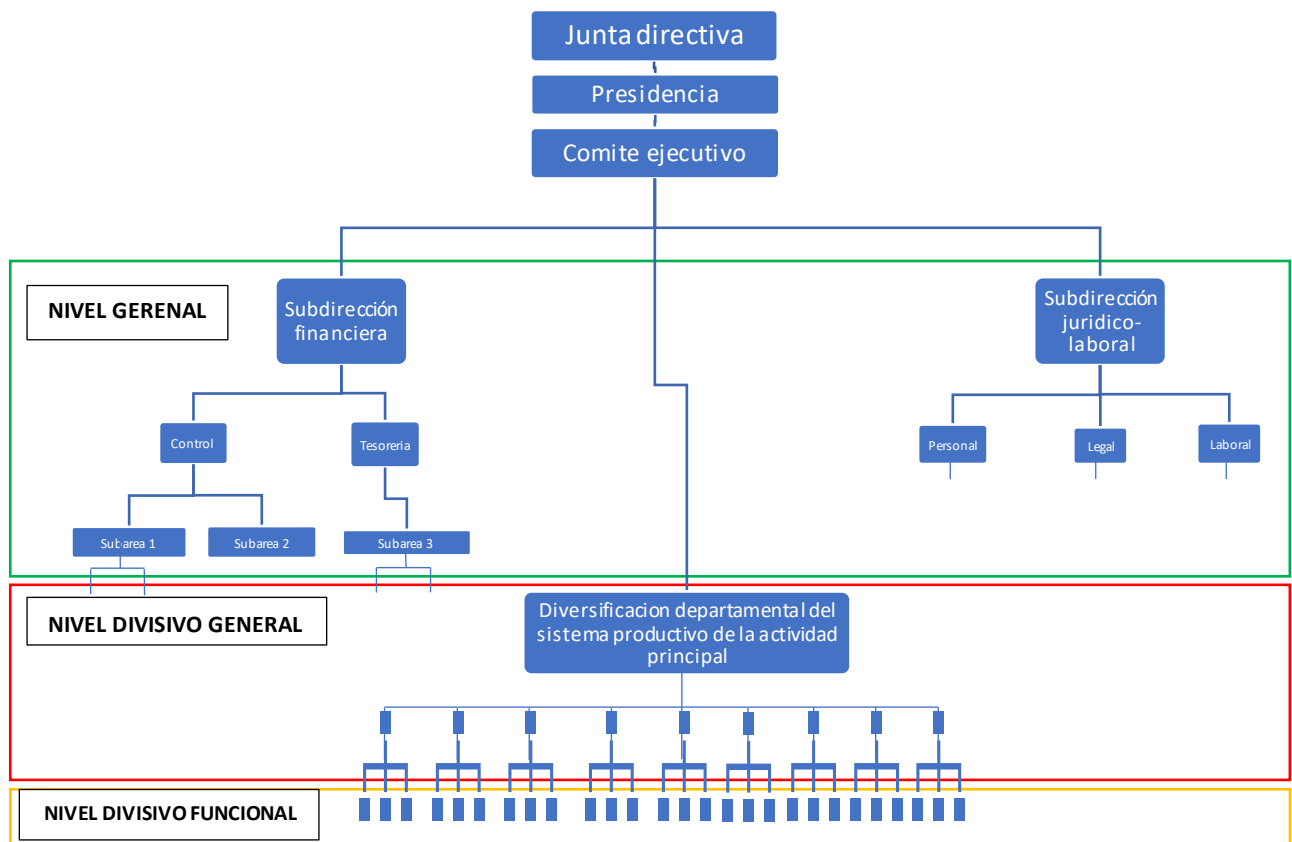 Junta directiva
Presidencia
Comite ejecutivo
NIVEL GERENAL
Subdirección
financiera
Subdirección
juridico-
laboral
Control
Tesoreria
Personal
Legal
Laboral
Subarea 1
Subarea 2
Subarea 3
NIVEL DIVISIVO GENERAL
Diversificacion departamental del
sistema productivo de la actividad
principal
NIVEL DIVISIVO FUNCIONAL